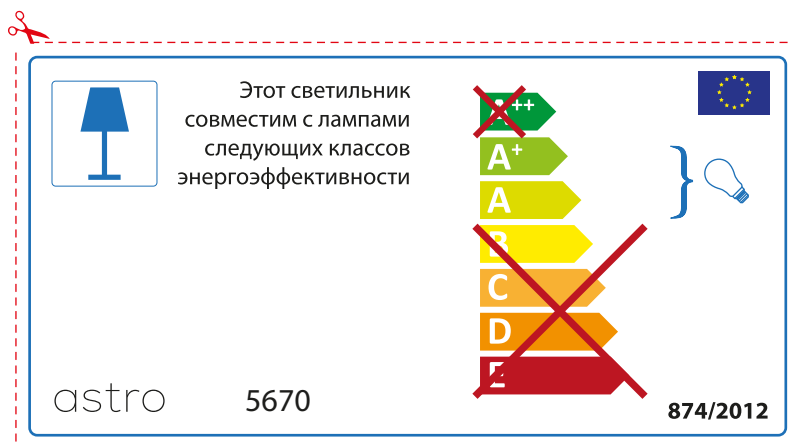 Этот светильник
совместим с лампами
следующих классов
энергоэффективности
A++
A+
A
B
C
D
E
astro
5670
874/2012